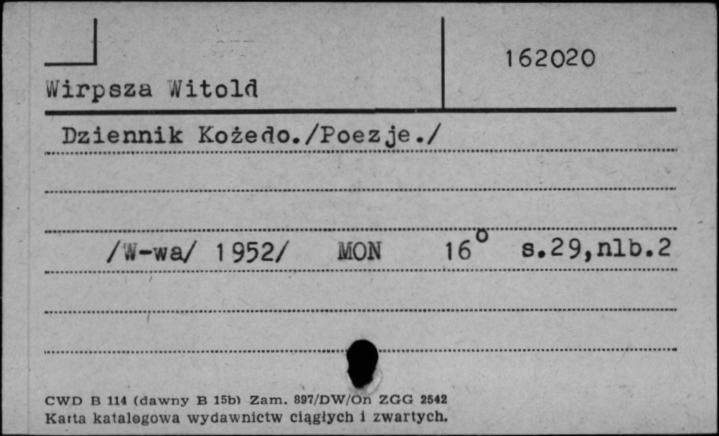 162020
Wirpsza Witold
Dziennik Kożedo./Poezje./
/W-wa/ 1952/ MON 16° s.29,nlb.2
CWD B 114 (dawny B 15b) Zam. 897/DW/On ZGG 2542
Karta katalogowa wydawnictw ciągłych i zwartych.